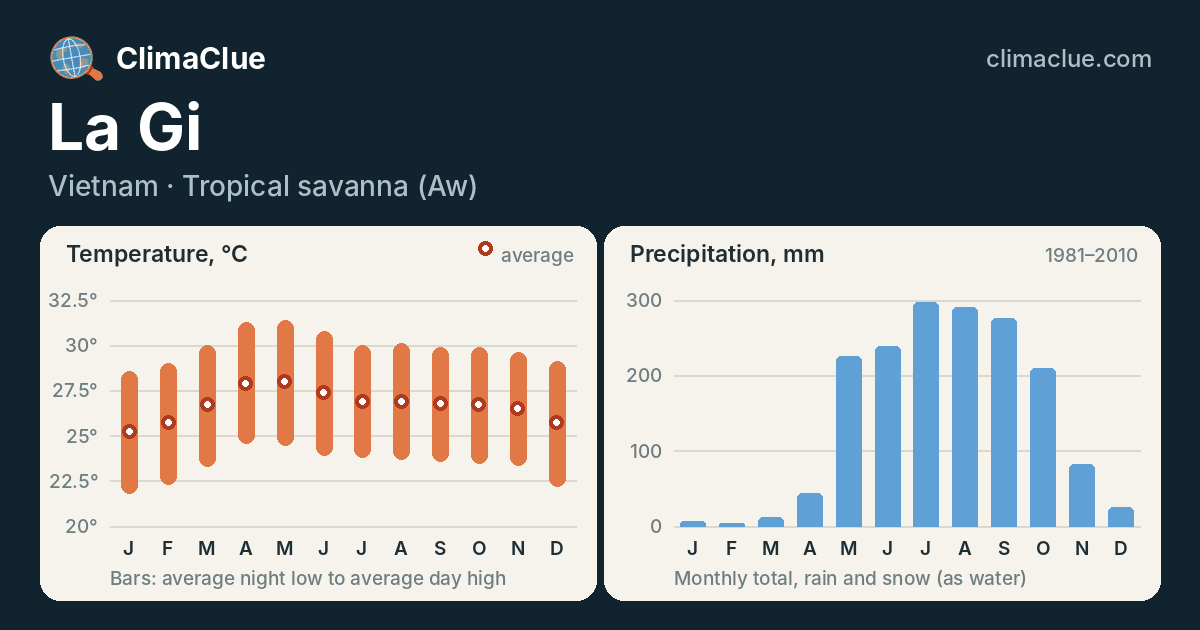 ClimaClue
climaclue.com
La Gi
Vietnam · Tropical savanna (Aw)
Temperature, °C
average
32.5°
30°
27.5°
25°
22.5°
20°
J F M A M J J A S O N D
Bars: average night low to average day high
Precipitation, mm
1981–2010
300
200
100
0
J F M A M J J A S O N D
Monthly total, rain and snow (as water)